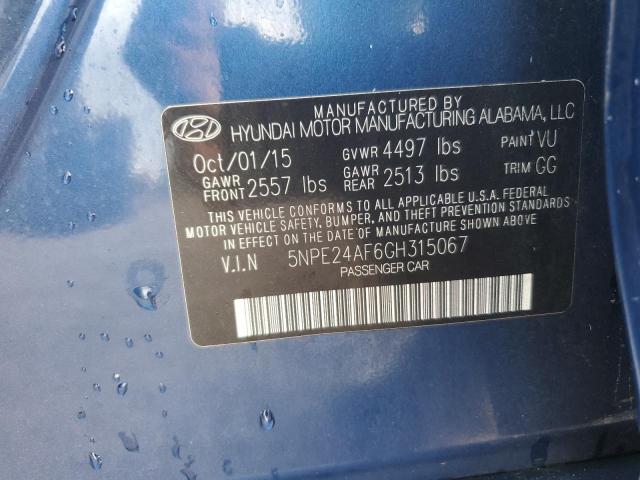 MANUFACTURED BY
HYUNDAI MOTOR MANUFACTURING ALABAMA, LLC
Oct/01/15 GVWR 4497 lbs PAINT VU
GAWR FRONT 2557 lbs GAWR REAR 2513 lbs TRIM GG
THIS VEHICLE CONFORMS TO ALL APPLICABLE U.S.A. FEDERAL
MOTOR VEHICLE SAFETY, BUMPER, AND THEFT PREVENTION STANDARDS
IN EFFECT ON THE DATE OF MANUFACTURE SHOWN ABOVE.
V.I.N 5NPE24AF6GH315067
PASSENGER CAR